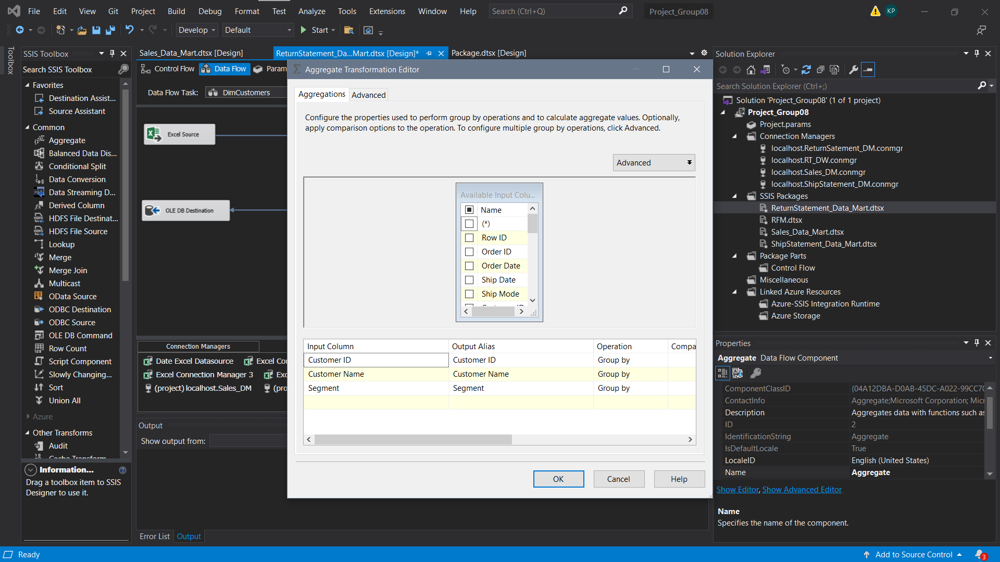 File Edit View Git Project Build Debug Format Test Analyze Tools Extensions Window Help Search (Ctrl+Q) Project_Group08 KP
Develop Default Start
Toolbox
SSIS Toolbox
Search SSIS Toolbox
Favorites
Destination Assist...
Source Assistant
Common
Aggregate
Balanced Data Dis...
Conditional Split
Data Conversion
Data Streaming D...
Derived Column
HDFS File Destinat...
HDFS File Source
Lookup
Merge
Merge Join
Multicast
OData Source
ODBC Destination
ODBC Source
OLE DB Command
Row Count
Script Component
Slowly Changing...
Sort
Union All
Azure
Other Transforms
Audit
Cache Transform
Information...
Drag a toolbox item to SSIS
Designer to use it.
Sales_Data_Mart.dtsx [Design] ReturnStatement_Da...Mart.dtsx [Design]* Package.dtsx [Design]
Control Flow Data Flow Param
Data Flow Task: DimCustomers
Excel Source
OLE DB Destination
Connection Managers
Date Excel Datasource Excel Co
Excel Connection Manager 3 Exc
(project) localhost.Sales_DM (pro
Output
Show output from:
Error List Output
Aggregate Transformation Editor
Aggregations Advanced
Configure the properties used to perform group by operations and to calculate aggregate values. Optionally,
apply comparison options to the operation. To configure multiple group by operations, click Advanced.
Advanced
Available Input Colu...
Name
(*)
Row ID
Order ID
Order Date
Ship Date
Ship Mode
Input Column Output Alias Operation Compa
Customer ID Customer ID Group by
Customer Name Customer Name Group by
Segment Segment Group by
OK Cancel Help
Solution Explorer
Search Solution Explorer (Ctrl+;)
Solution 'Project_Group08' (1 of 1 project)
Project_Group08
Project.params
Connection Managers
localhost.ReturnSatement_DM.conmgr
localhost.RT_DW.conmgr
localhost.Sales_DM.conmgr
localhost.ShipStatement_DM.conmgr
SSIS Packages
ReturnStatement_Data_Mart.dtsx
RFM.dtsx
Sales_Data_Mart.dtsx
ShipStatement_Data_Mart.dtsx
Package Parts
Control Flow
Miscellaneous
Linked Azure Resources
Azure-SSIS Integration Runtime
Azure Storage
Properties
Aggregate Data Flow Component
ComponentClassID {04A12DBA-D0AB-45DC-A022-99CC70
ContactInfo Aggregate;Microsoft Corporation; Micr
Description Aggregates data with functions such as
ID 2
IdentificationString Aggregate
IsDefaultLocale True
LocaleID English (United States)
Name Aggregate
Show Editor, Show Advanced Editor
Name
Specifies the name of the component.
Ready Add to Source Control 3